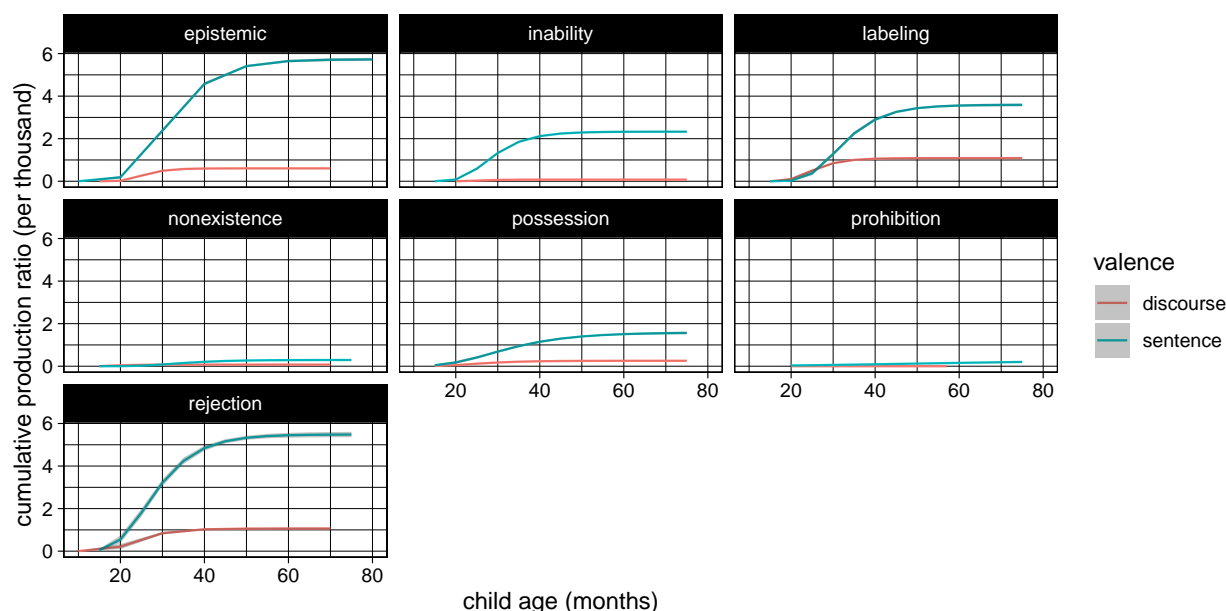 epistemic inability labeling
6
4
2
0
nonexistence possession prohibition
6
4
2
0
20 40 60 80 20 40 60 80
rejection
6
4
2
0
20 40 60 80
child age (months)
cumulative production ratio (per thousand)
valence
discourse
sentence